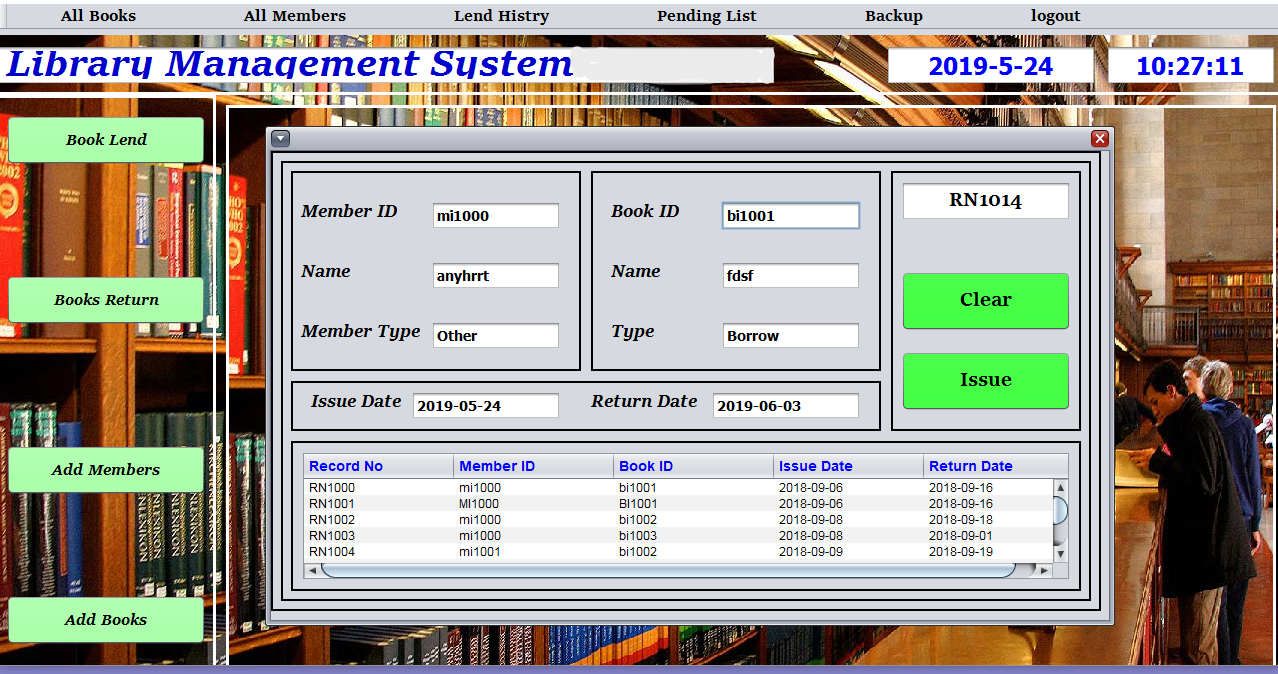 All Books All Members Lend Histry Pending List Backup logout
Library Management System 2019-5-24 10:27:11
Book Lend
Books Return
Add Members
Add Books
Member ID mi1000
Name anyhrrt
Member Type Other
Book ID bi1001
Name fdsf
Type Borrow
RN1014
Clear
Issue
Issue Date 2019-05-24 Return Date 2019-06-03
Record No Member ID Book ID Issue Date Return Date
RN1000 mi1000 bi1001 2018-09-06 2018-09-16
RN1001 MI1000 BI1001 2018-09-06 2018-09-16
RN1002 mi1000 bi1002 2018-09-08 2018-09-18
RN1003 mi1000 bi1003 2018-09-08 2018-09-01
RN1004 mi1001 bi1002 2018-09-09 2018-09-19